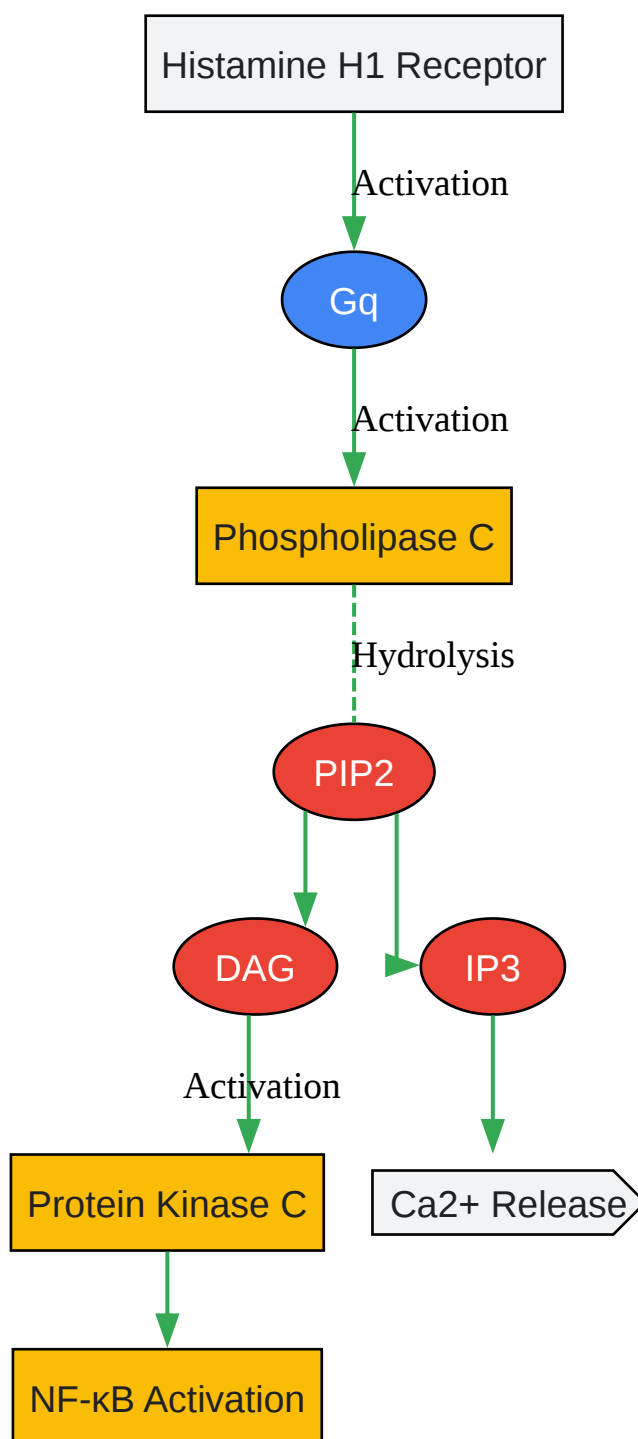 Histamine H1 Receptor
Activation
Gq
Activation
Phospholipase C
Hydrolysis
PIP2
DAG
IP3
Activation
Protein Kinase C
Ca2+ Release
NF-κB Activation